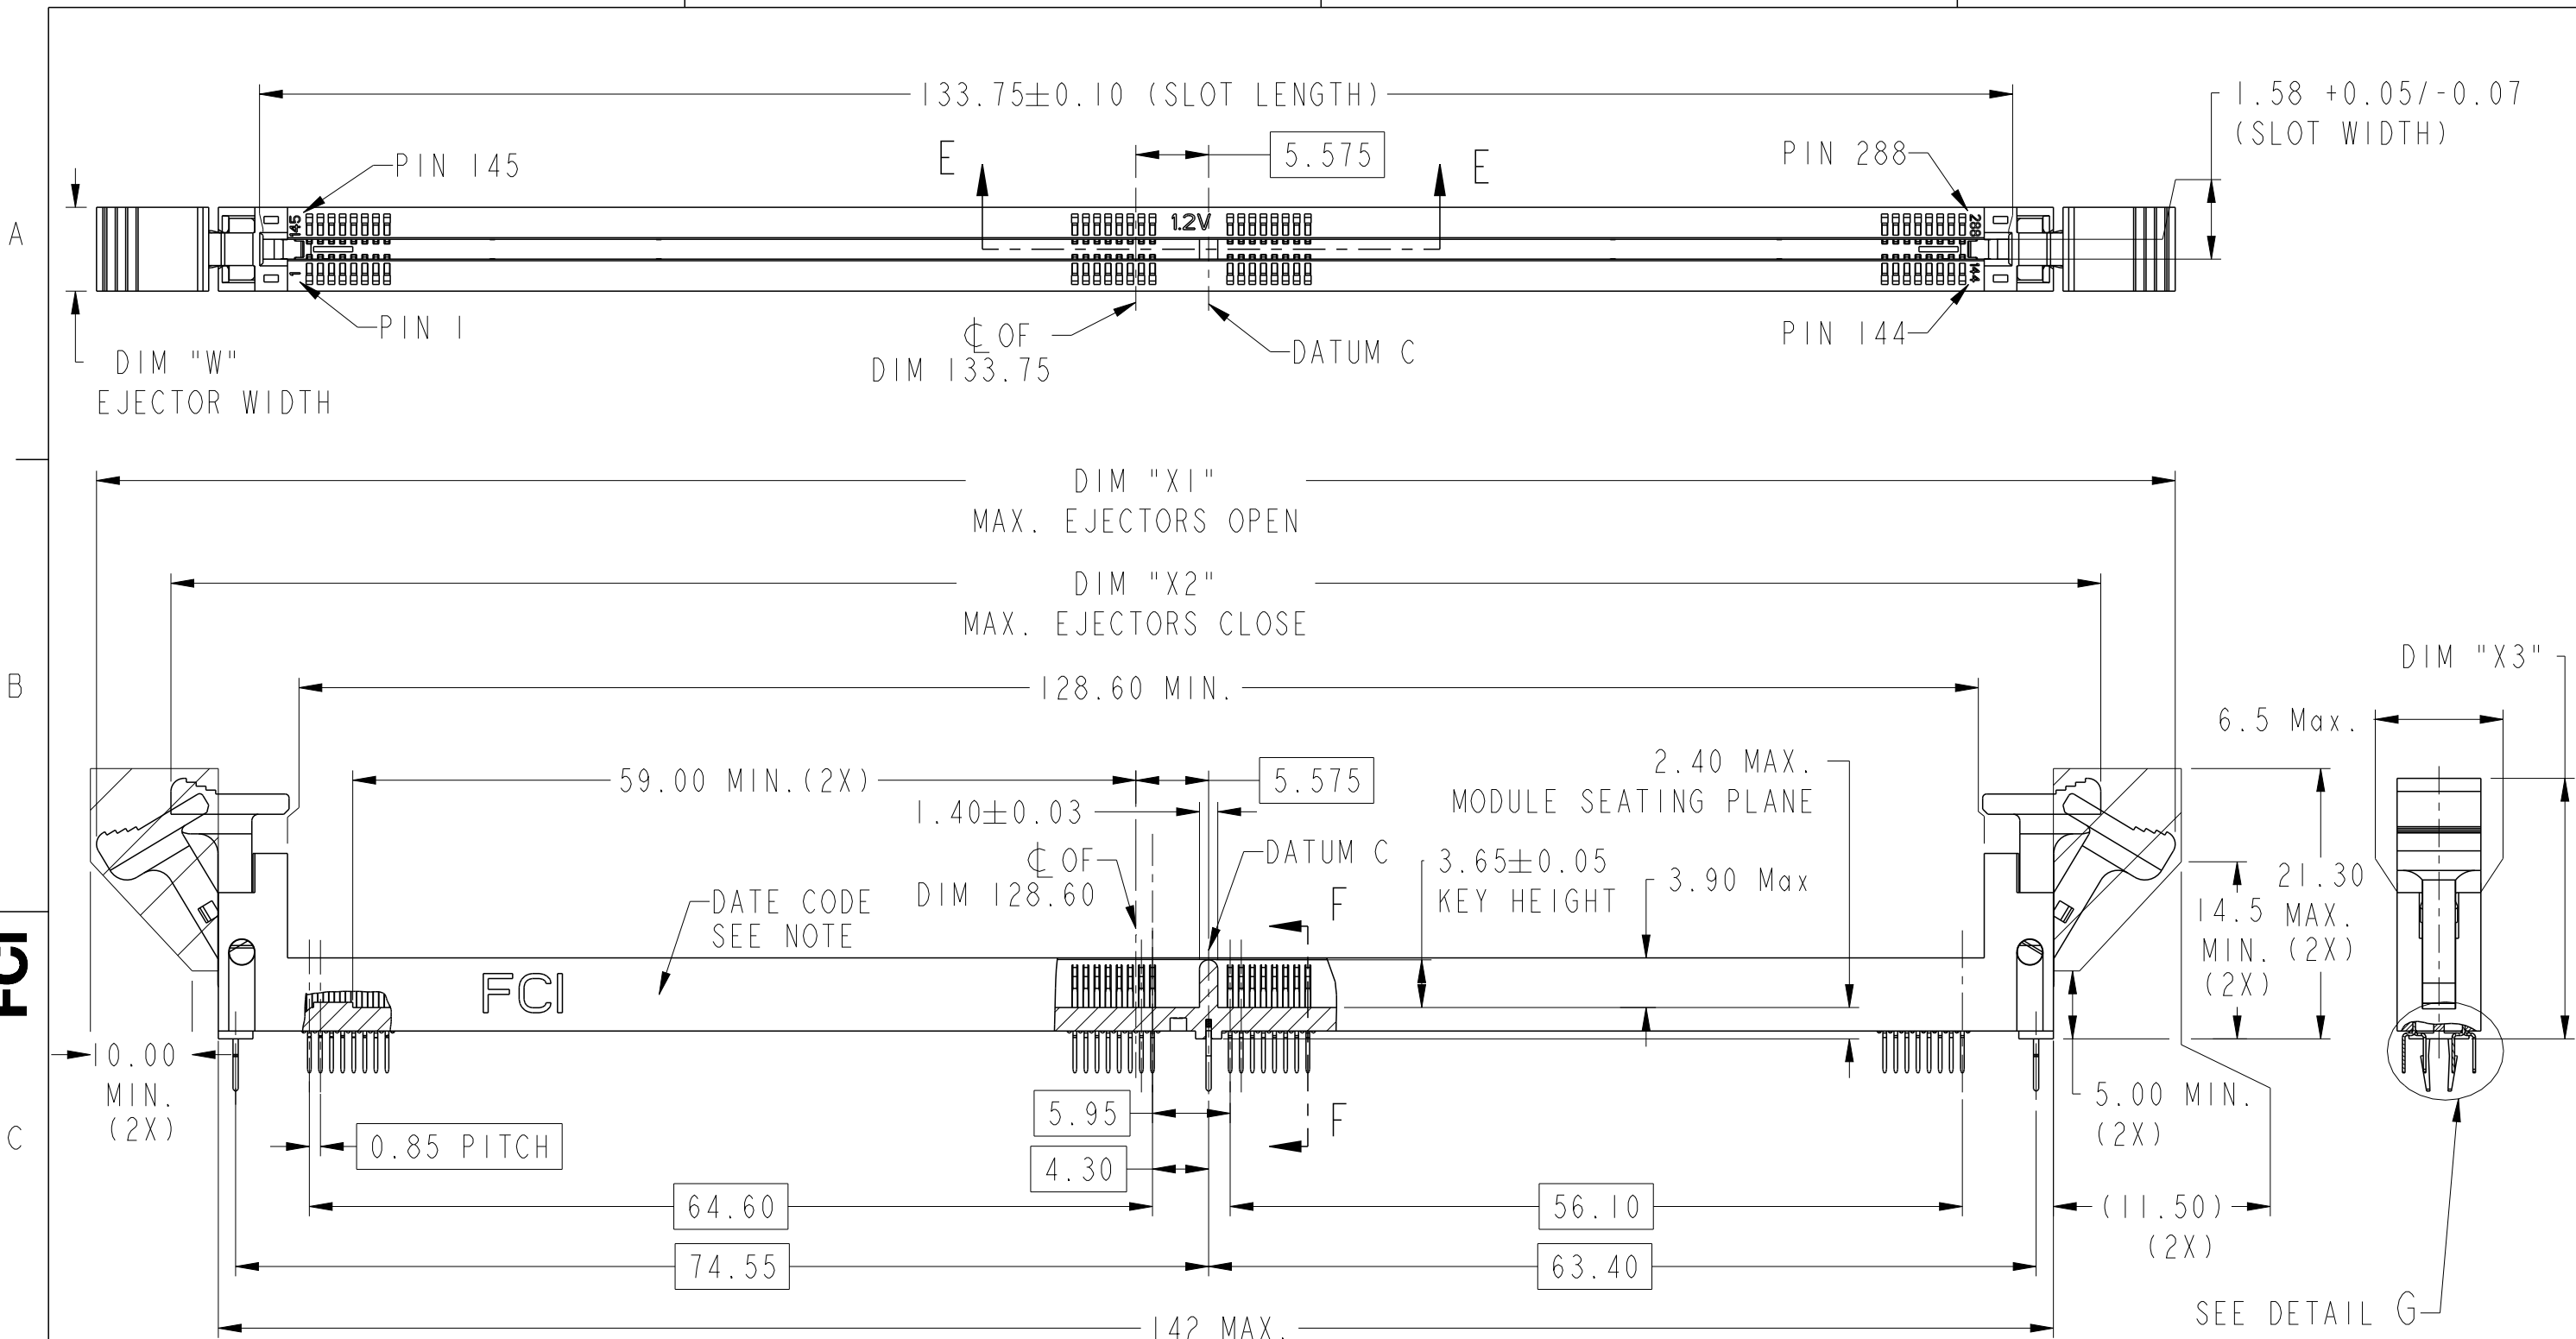 133.75±0.10 (SLOT LENGTH)
1.58 +0.05/-0.07
(SLOT WIDTH)
5.575
E
E
PIN 145
PIN 288
A
145
1.2V
288
1
144
PIN 1
℄ OF
DIM 133.75
DATUM C
PIN 144
DIM "W"
EJECTOR WIDTH
DIM "X1"
MAX. EJECTORS OPEN
DIM "X2"
MAX. EJECTORS CLOSE
DIM "X3"
B
128.60 MIN.
6.5 Max.
59.00 MIN.(2X)
5.575
2.40 MAX.
MODULE SEATING PLANE
1.40±0.03
℄ OF
DIM 128.60
DATUM C
3.65±0.05
KEY HEIGHT
3.90 Max
21.30
MAX.
(2X)
14.5
MIN.
(2X)
DATE CODE
SEE NOTE
F
FCI
FCI
10.00
MIN.
(2X)
5.00 MIN.
(2X)
C
5.95
F
0.85 PITCH
4.30
64.60
56.10
(11.50)
(2X)
74.55
63.40
SEE DETAIL G
142 MAX.